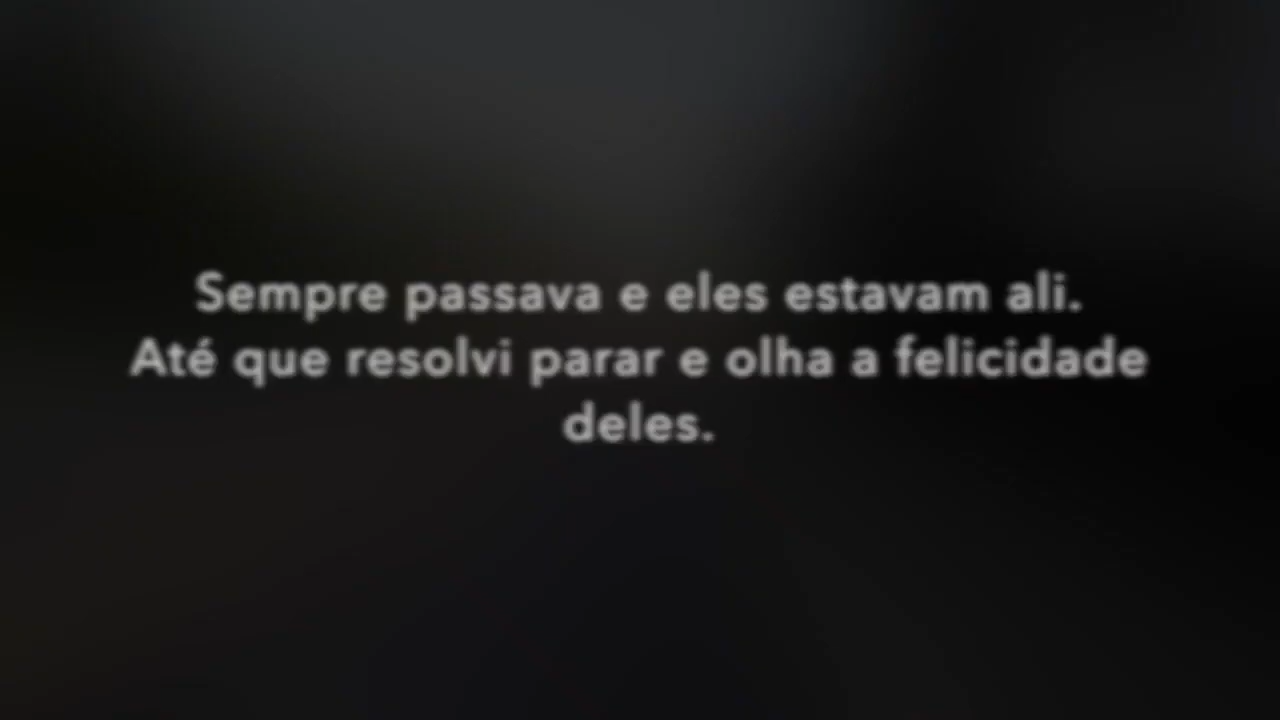 Sempre passava e eles estavam ali.
Até que resolvi parar e olha a felicidade
deles.